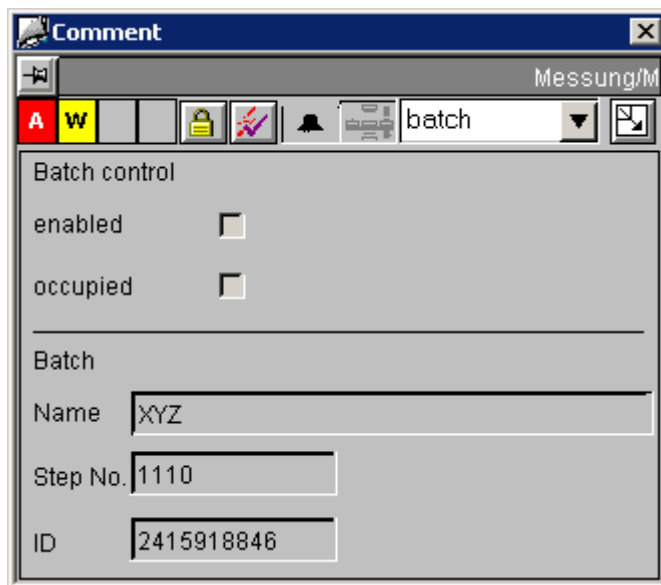 Comment
Messung/M
A W batch
Batch control
enabled
occupied
Batch
Name XYZ
Step No. 1110
ID 2415918846